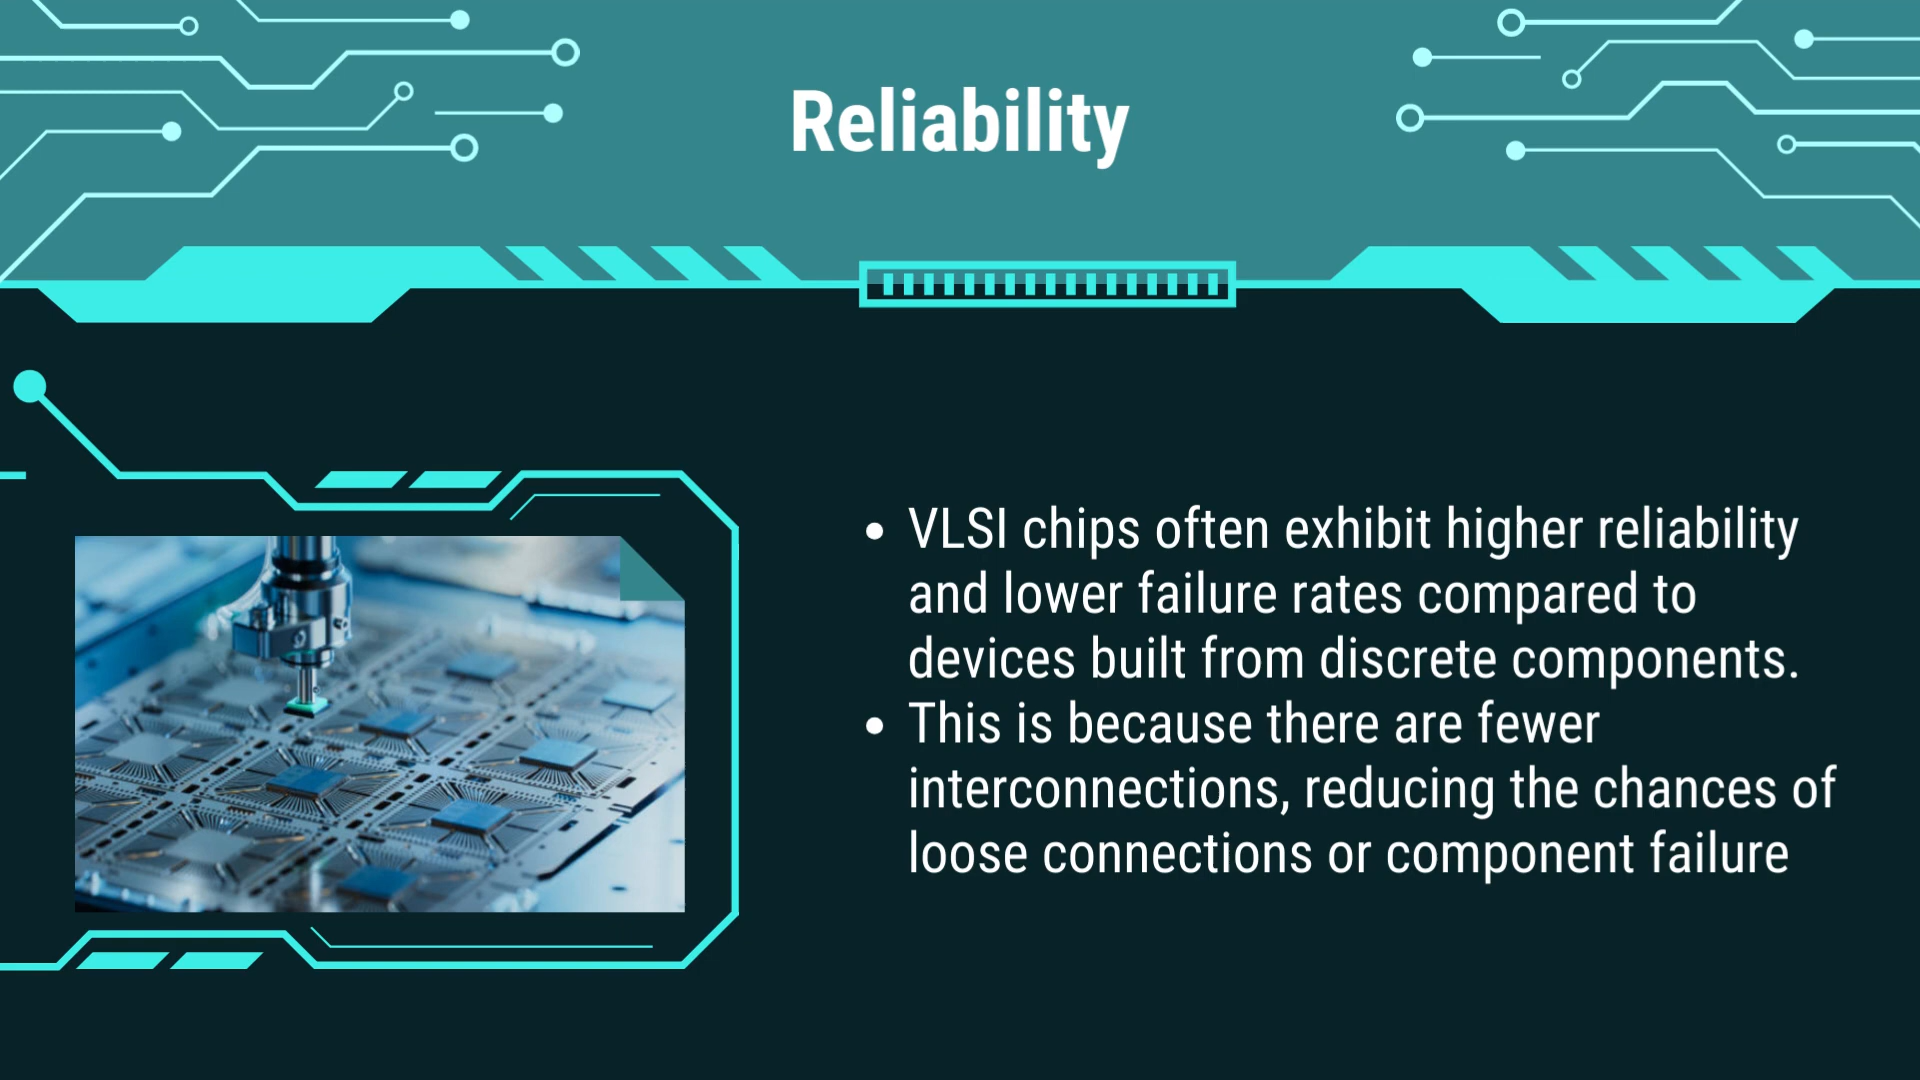 Reliability
• VLSI chips often exhibit higher reliability
and lower failure rates compared to
devices built from discrete components.
• This is because there are fewer
interconnections, reducing the chances of
loose connections or component failure